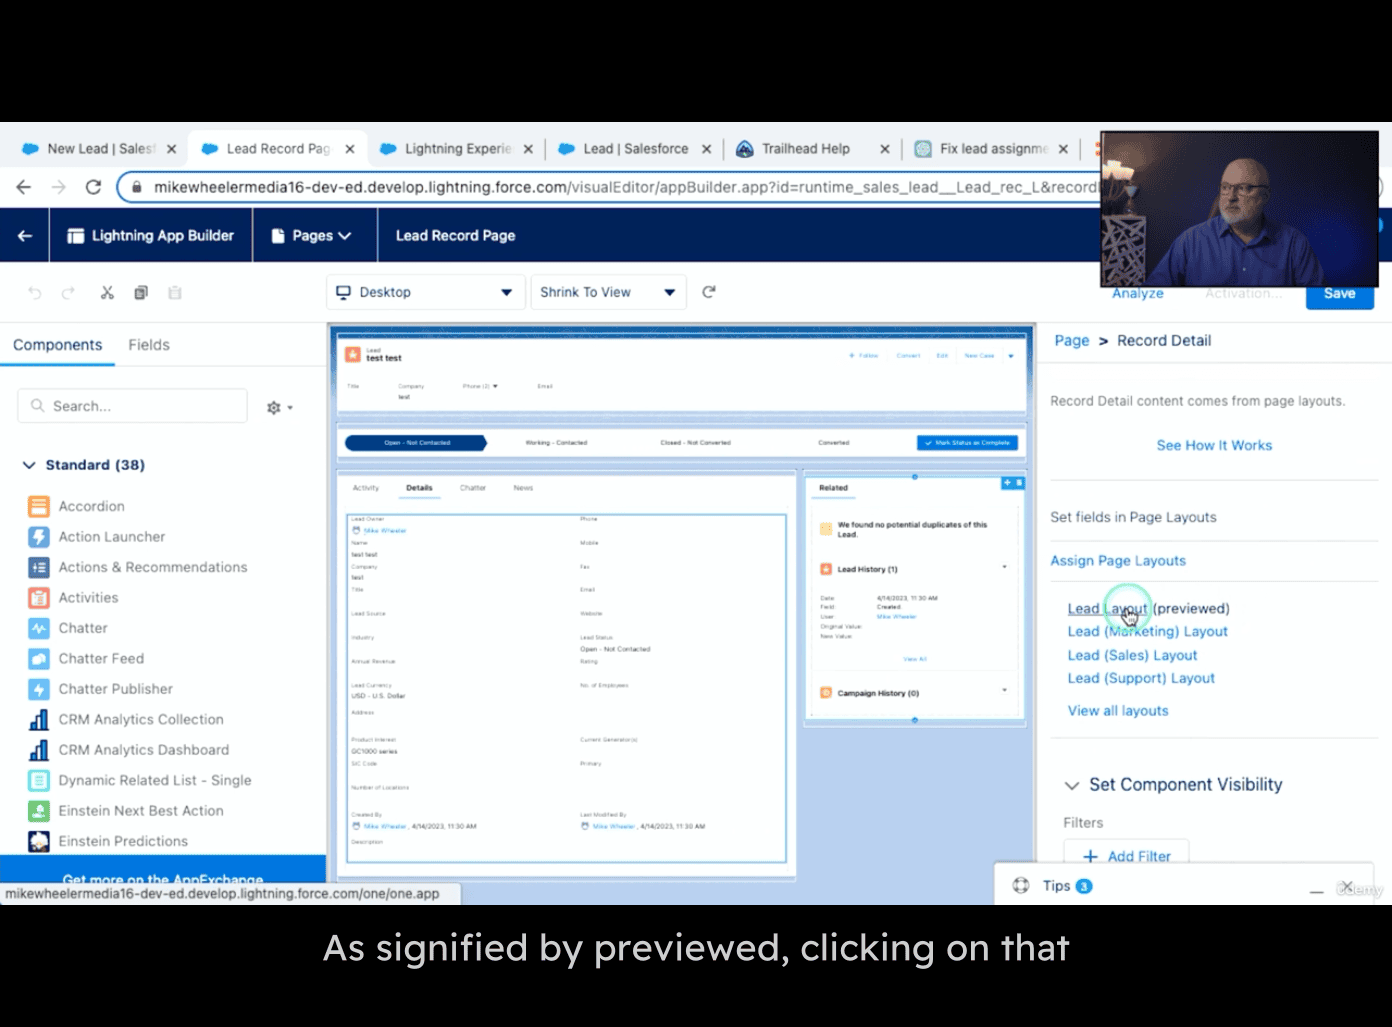 New Lead | Salesf
Lead Record Pag
Lightning Experie
Lead | Salesforce
Trailhead Help
Fix lead assignme
mikewheelermedia16-dev-ed.develop.lightning.force.com/visualEditor/appBuilder.app?id=runtime_sales_lead__Lead_rec_L&record
Lightning App Builder
Pages
Lead Record Page
Desktop
Shrink To View
Analyze
Activation...
Save
Components
Fields
Search...
Standard (38)
Accordion
Action Launcher
Actions & Recommendations
Activities
Chatter
Chatter Feed
Chatter Publisher
CRM Analytics Collection
CRM Analytics Dashboard
Dynamic Related List - Single
Einstein Next Best Action
Einstein Predictions
Get more on the AppExchange
mikewheelermedia16-dev-ed.develop.lightning.force.com/one/one.app
Lead
test test
+ Follow
Convert
Edit
New Case
Title
Company
Phone (2)
Email
test
Open - Not Contacted
Working - Contacted
Closed - Not Converted
Converted
Mark Status as Complete
Activity
Details
Chatter
News
Lead Owner
Phone
Mike Wheeler
Name
Mobile
test test
Company
Fax
test
Title
Email
Lead Source
Website
Industry
Lead Status
Open - Not Contacted
Annual Revenue
Rating
Lead Currency
No. of Employees
USD - U.S. Dollar
Address
Product Interest
Current Generator(s)
GC1000 series
SIC Code
Primary
Number of Locations
Created By
Last Modified By
Mike Wheeler, 4/14/2023, 11:30 AM
Mike Wheeler, 4/14/2023, 11:30 AM
Description
Related
We found no potential duplicates of this
Lead.
Lead History (1)
Date:
4/14/2023, 11:30 AM
Field:
Created
User:
Mike Wheeler
Original Value:
New Value:
View All
Campaign History (0)
Page > Record Detail
Record Detail content comes from page layouts.
See How It Works
Set fields in Page Layouts
Assign Page Layouts
Lead Layout (previewed)
Lead (Marketing) Layout
Lead (Sales) Layout
Lead (Support) Layout
View all layouts
Set Component Visibility
Filters
+ Add Filter
Tips 3
Udemy
As signified by previewed, clicking on that